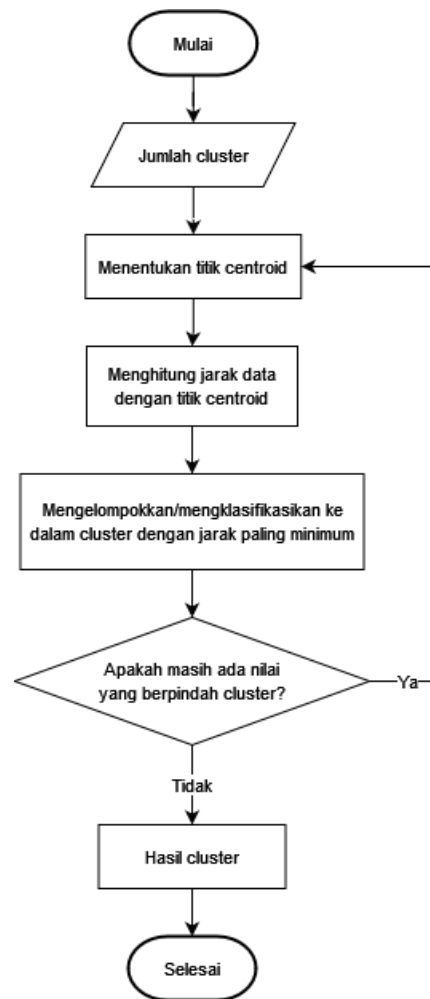 Mulai
Jumlah cluster
Menentukan titik centroid
Menghitung jarak data
dengan titik centroid
Mengelompokkan/mengklasifikasikan ke
dalam cluster dengan jarak paling minimum
Apakah masih ada nilai
yang berpindah cluster?
Ya
Tidak
Hasil cluster
Selesai